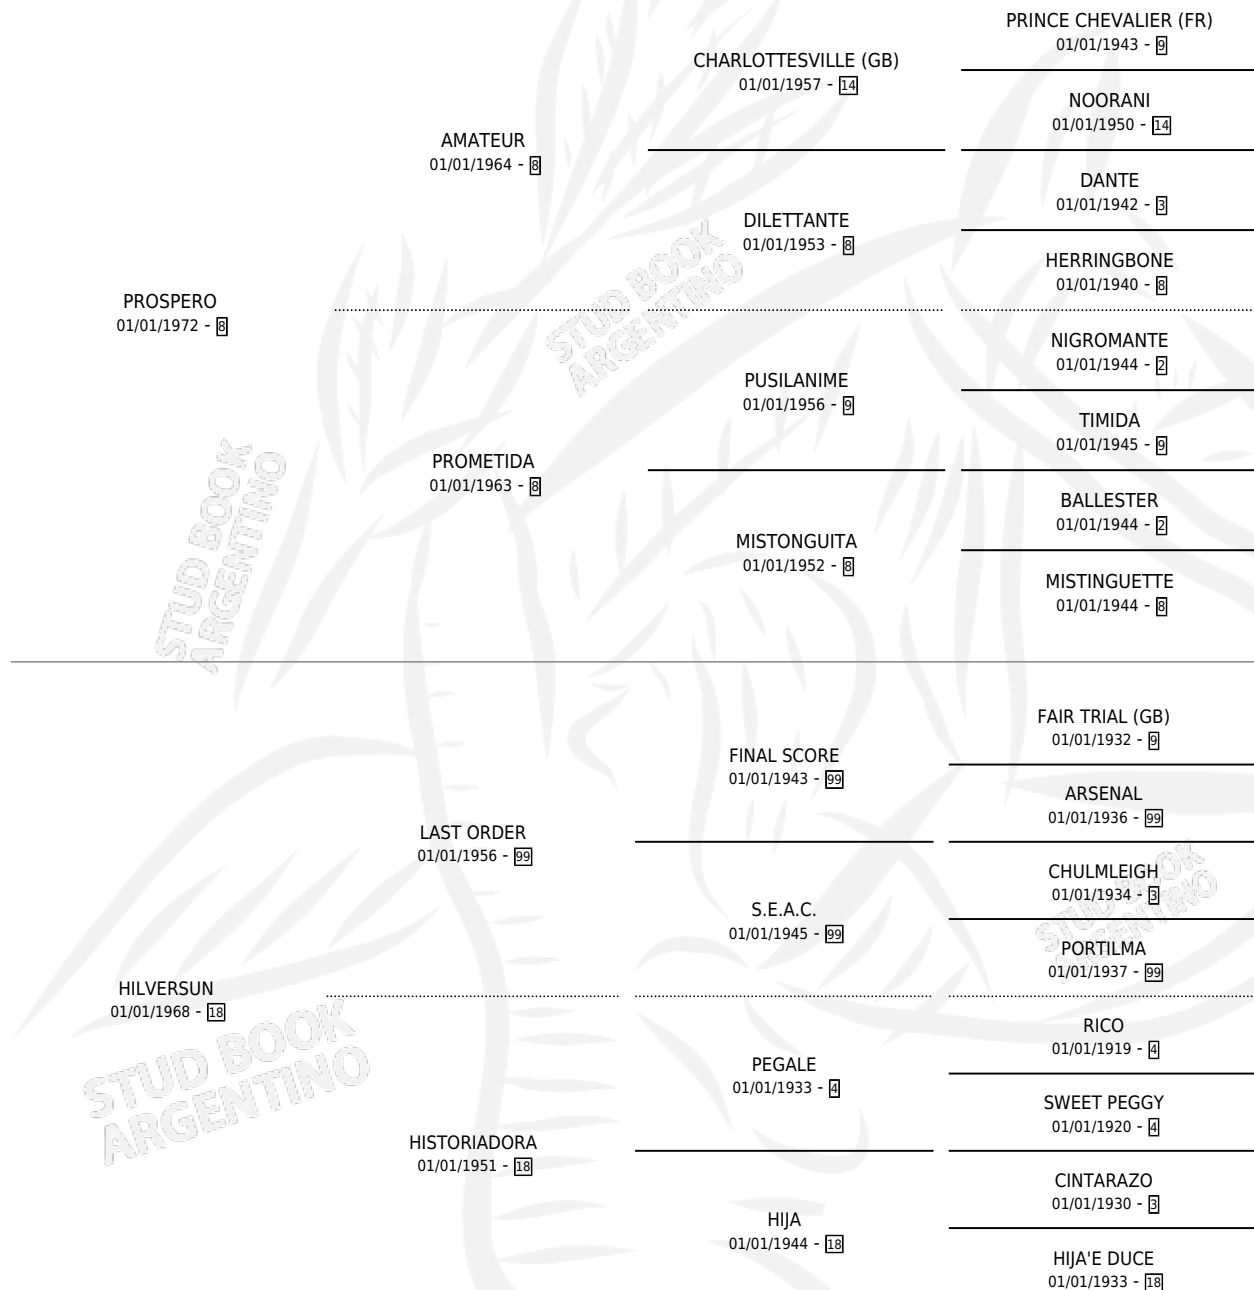 PRINCE CHEVALIER (FR)
01/01/1943 - 9
CHARLOTTESVILLE (GB)
01/01/1957 - 14
NOORANI
01/01/1950 - 14
AMATEUR
01/01/1964 - 8
DANTE
01/01/1942 - 3
DILETTANTE
01/01/1953 - 8
HERRINGBONE
01/01/1940 - 8
PROSPERO
01/01/1972 - 8
STUD BOOK
ARGENTINO
NIGROMANTE
01/01/1944 - 2
PUSILANIME
01/01/1956 - 9
TIMIDA
01/01/1945 - 9
PROMETIDA
01/01/1963 - 8
BALLESTER
01/01/1944 - 2
MISTONGUITA
01/01/1952 - 8
MISTINGUETTE
01/01/1944 - 8
STUD BOOK
ARGENTINO
FAIR TRIAL (GB)
01/01/1932 - 9
FINAL SCORE
01/01/1943 - 99
ARSENAL
01/01/1936 - 99
LAST ORDER
01/01/1956 - 99
CHULMLEIGH
01/01/1934 - 3
S.E.A.C.
01/01/1945 - 99
PORTILMA
01/01/1937 - 99
STUD BOOK
ARGENTINO
HILVERSUN
01/01/1968 - 18
RICO
01/01/1919 - 4
PEGALE
01/01/1933 - 4
SWEET PEGGY
01/01/1920 - 4
STUD BOOK
ARGENTINO
HISTORIADORA
01/01/1951 - 18
CINTARAZO
01/01/1930 - 3
HIJA
01/01/1944 - 18
HIJA'E DUCE
01/01/1933 - 18